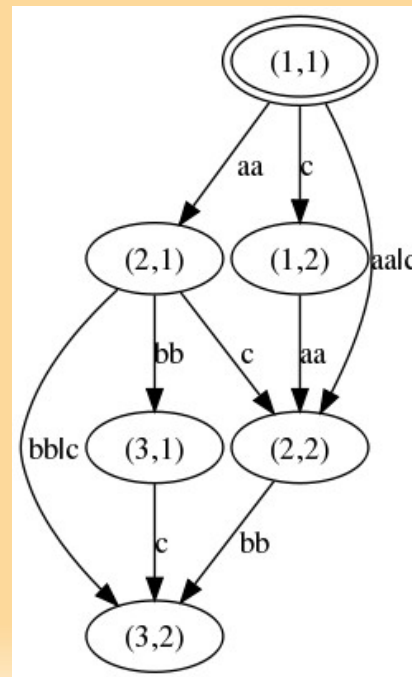 (1,1)
aa
c
(2,1)
(1,2)
aalc
bb
c
aa
bblc
(3,1)
(2,2)
c
bb
(3,2)